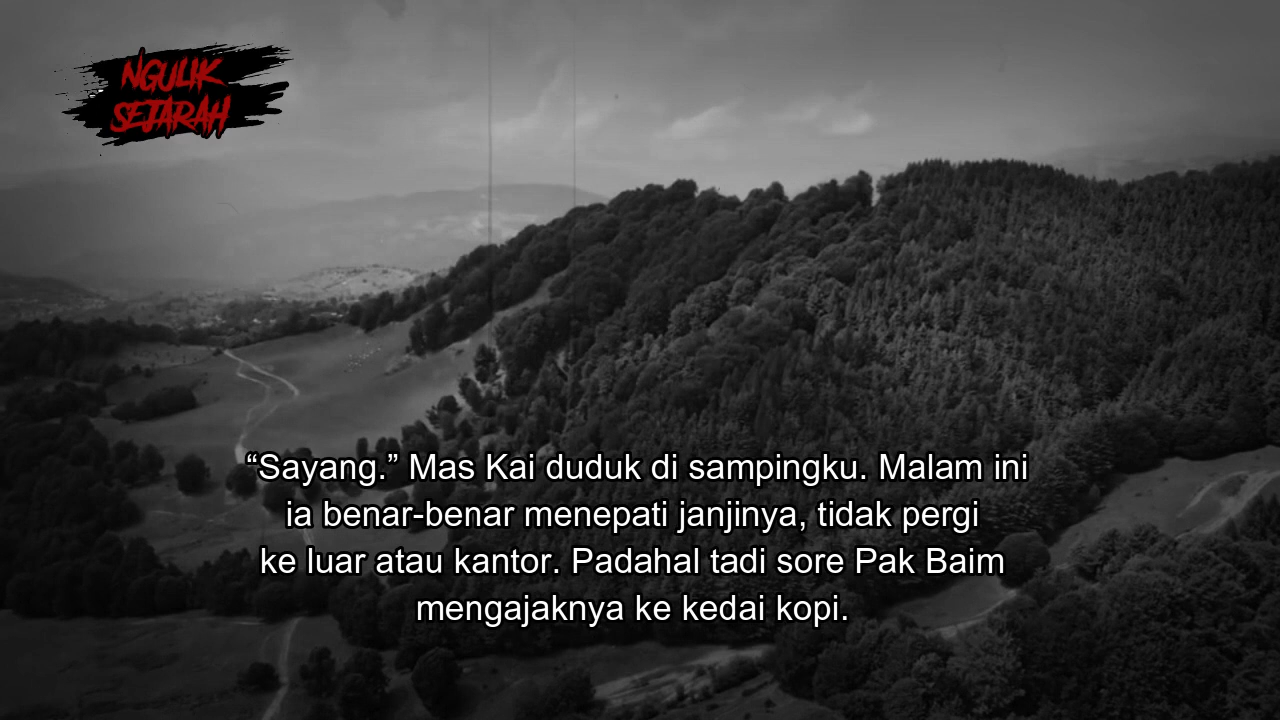 NGULIK
SEJARAH
“Sayang.” Mas Kai duduk di sampingku. Malam ini
ia benar-benar menepati janjinya, tidak pergi
ke luar atau kantor. Padahal tadi sore Pak Baim
mengajaknya ke kedai kopi.